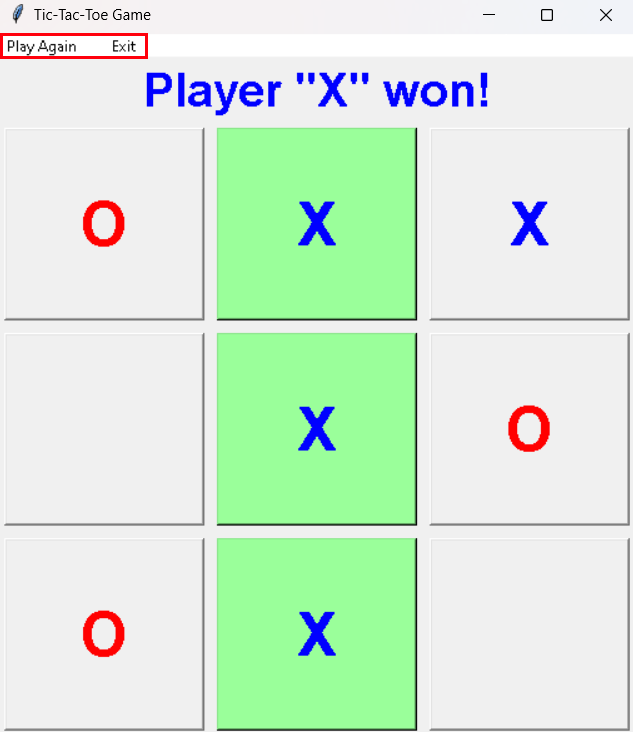 Tic-Tac-Toe Game
Play Again Exit
Player "X" won!
O X X
X O
O X